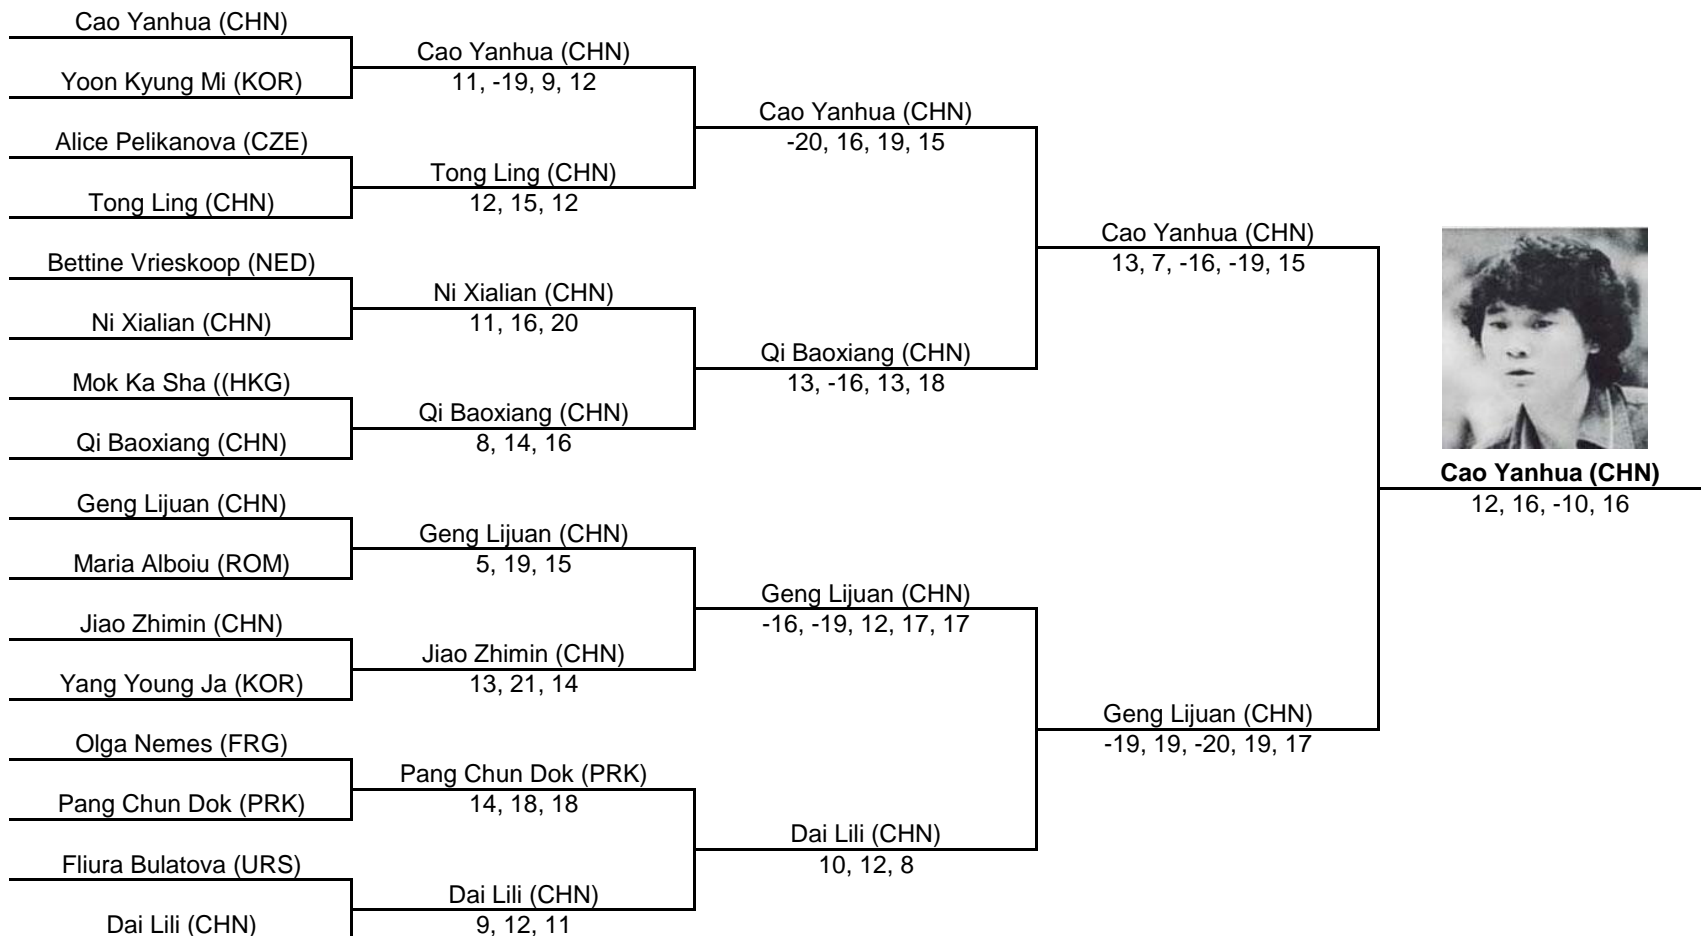 Cao Yanhua (CHN)
Yoon Kyung Mi (KOR)
Alice Pelikanova (CZE)
Tong Ling (CHN)
Bettine Vrieskoop (NED)
Ni Xialian (CHN)
Mok Ka Sha ((HKG)
Qi Baoxiang (CHN)
Geng Lijuan (CHN)
Maria Alboiu (ROM)
Jiao Zhimin (CHN)
Yang Young Ja (KOR)
Olga Nemes (FRG)
Pang Chun Dok (PRK)
Fliura Bulatova (URS)
Dai Lili (CHN)
Cao Yanhua (CHN)
11, -19, 9, 12
Tong Ling (CHN)
12, 15, 12
Ni Xialian (CHN)
11, 16, 20
Qi Baoxiang (CHN)
8, 14, 16
Geng Lijuan (CHN)
5, 19, 15
Jiao Zhimin (CHN)
13, 21, 14
Pang Chun Dok (PRK)
14, 18, 18
Dai Lili (CHN)
9, 12, 11
Cao Yanhua (CHN)
-20, 16, 19, 15
Qi Baoxiang (CHN)
13, -16, 13, 18
Geng Lijuan (CHN)
-16, -19, 12, 17, 17
Dai Lili (CHN)
10, 12, 8
Cao Yanhua (CHN)
13, 7, -16, -19, 15
Geng Lijuan (CHN)
-19, 19, -20, 19, 17
Cao Yanhua (CHN)
12, 16, -10, 16